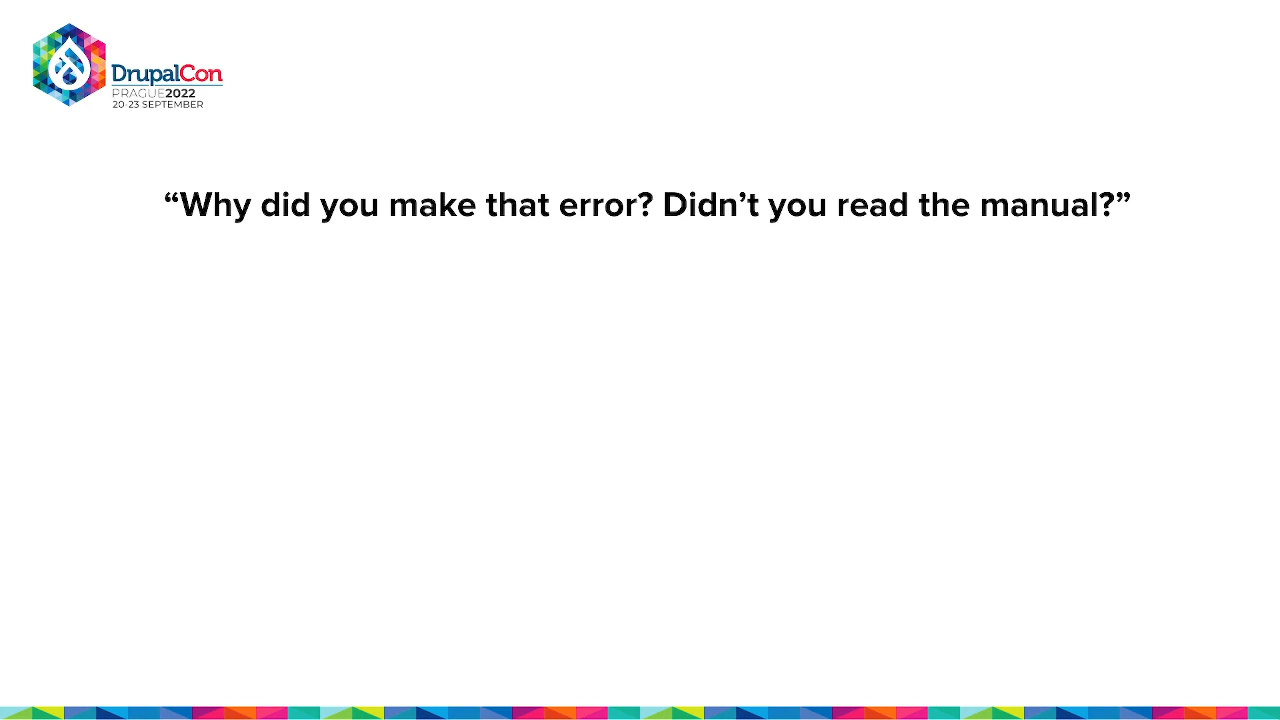 DrupalCon
PRAGUE2022
20-23 SEPTEMBER
“Why did you make that error? Didn’t you read the manual?”